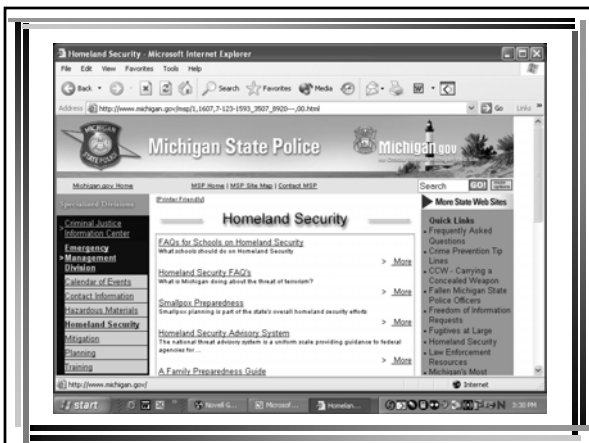 Homeland Security - Microsoft Internet Explorer
File Edit View Favorites Tools Help
Back Search Favorites Media
Address http://www.michigan.gov/msp/1,1607,7-123-1593_3507_8920---,00.html Go Links »
MICHIGAN
STATE POLICE
Michigan State Police
Michigan.gov
Michigan.gov Home MSP Home | MSP Site Map | Contact MSP Search GO!
Specialized Divisions
Printer Friendly
More State Web Sites
Homeland Security
Criminal Justice
Information Center
Emergency
>Management
Division
Calendar of Events
Contact Information
Hazardous Materials
Homeland Security
Mitigation
Planning
Training
FAQs for Schools on Homeland Security
What schools should do on Homeland Security
> More
Homeland Security FAQ's
What is Michigan doing about the threat of terrorism?
> More
Smallpox Preparedness
Smallpox planning is part of the state's overall homeland security efforts
> More
Homeland Security Advisory System
The national threat advisory system is a uniform scale providing guidance to federal
agencies for ...
> More
A Family Preparedness Guide
Quick Links
Frequently Asked
Questions
Crime Prevention Tip
Lines
CCW - Carrying a
Concealed Weapon
Fallen Michigan State
Police Officers
Freedom of Information
Requests
Fugitives at Large
Homeland Security
Law Enforcement
Resources
Michigan's Most
http://www.michigan.gov/ Internet
start Novell G... Microsof... Homelan... 3:30 PM